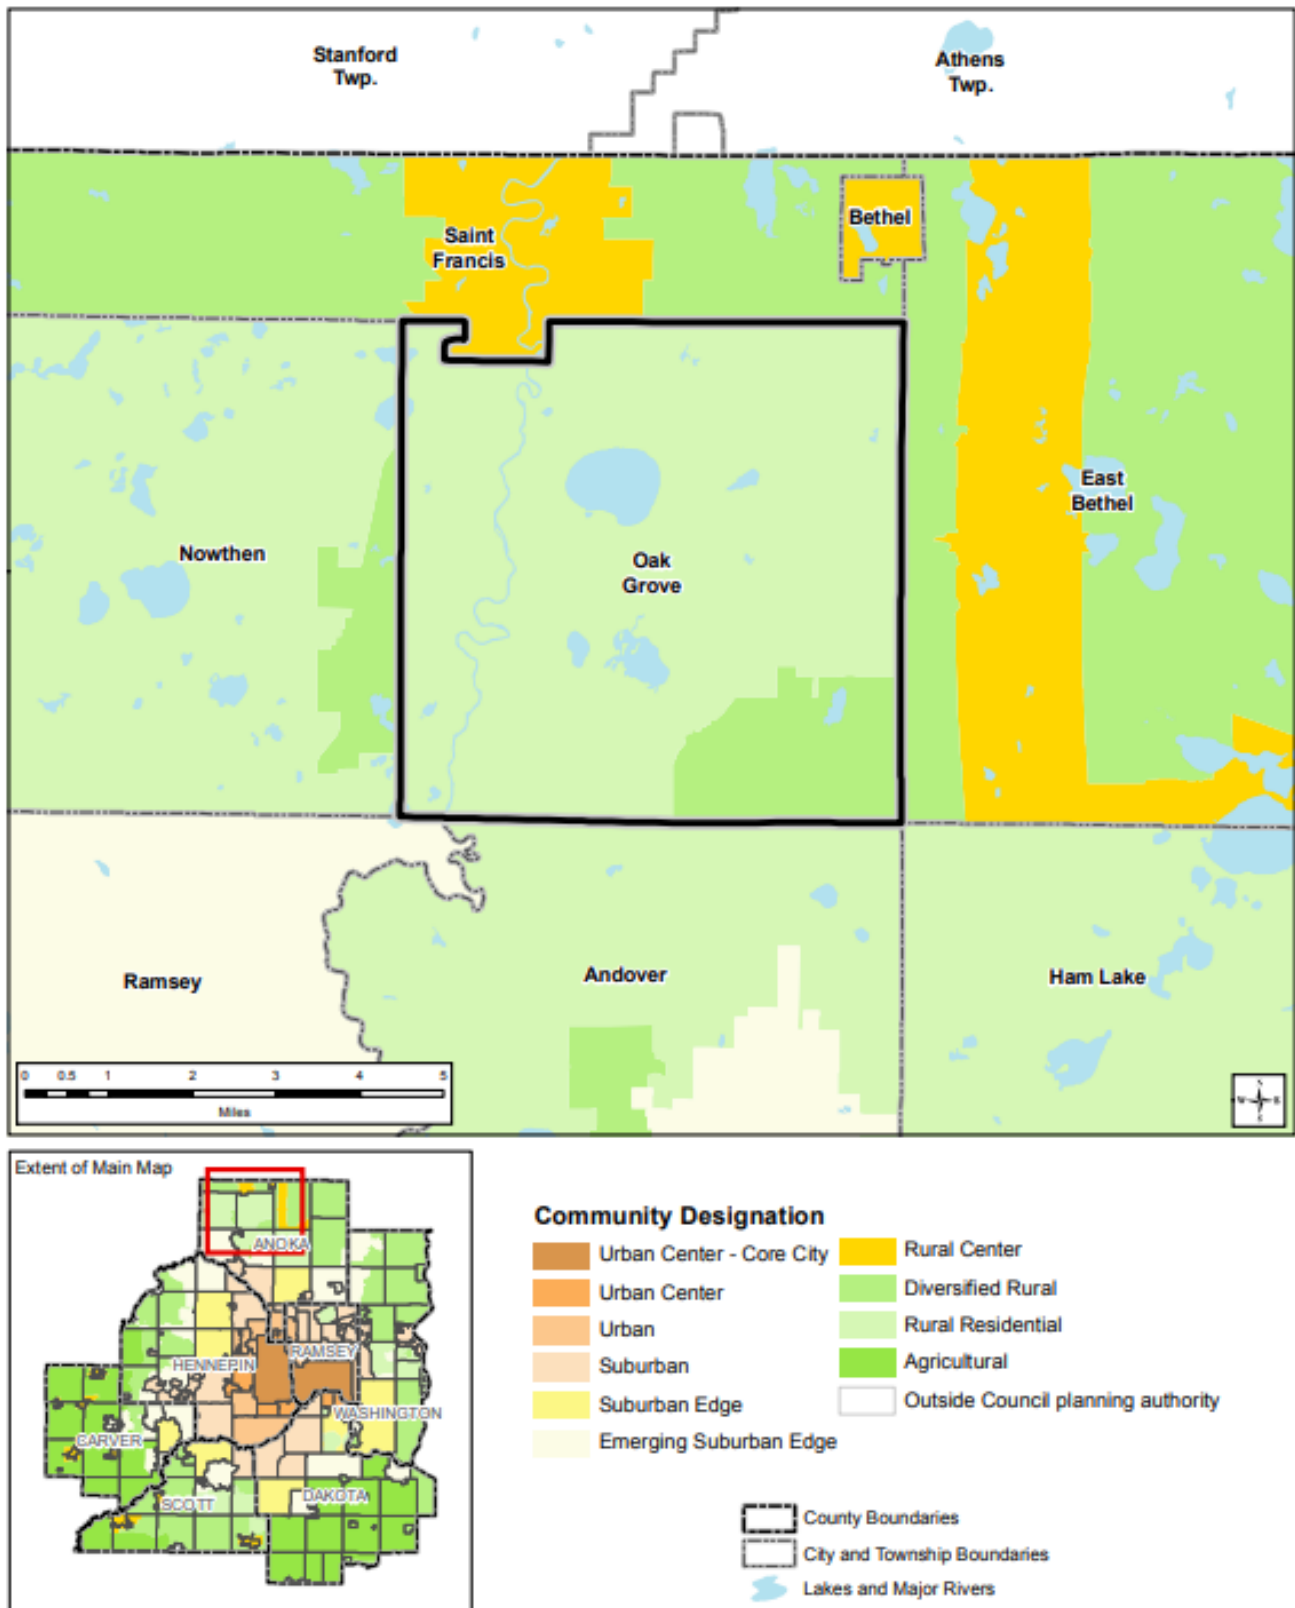 Stanford
Twp.
Athens
Twp.
Bethel
Saint
Francis
East
Bethel
Nowthen
Oak
Grove
Ramsey
Andover
Ham Lake
0 0.5 1 2 3 4 5
Miles
N
W E
S
Extent of Main Map
ANOKA
HENNEPIN
RAMSEY
WASHINGTON
CARVER
SCOTT
DAKOTA
Community Designation
Urban Center - Core City
Urban Center
Urban
Suburban
Suburban Edge
Emerging Suburban Edge
Rural Center
Diversified Rural
Rural Residential
Agricultural
Outside Council planning authority
County Boundaries
City and Township Boundaries
Lakes and Major Rivers